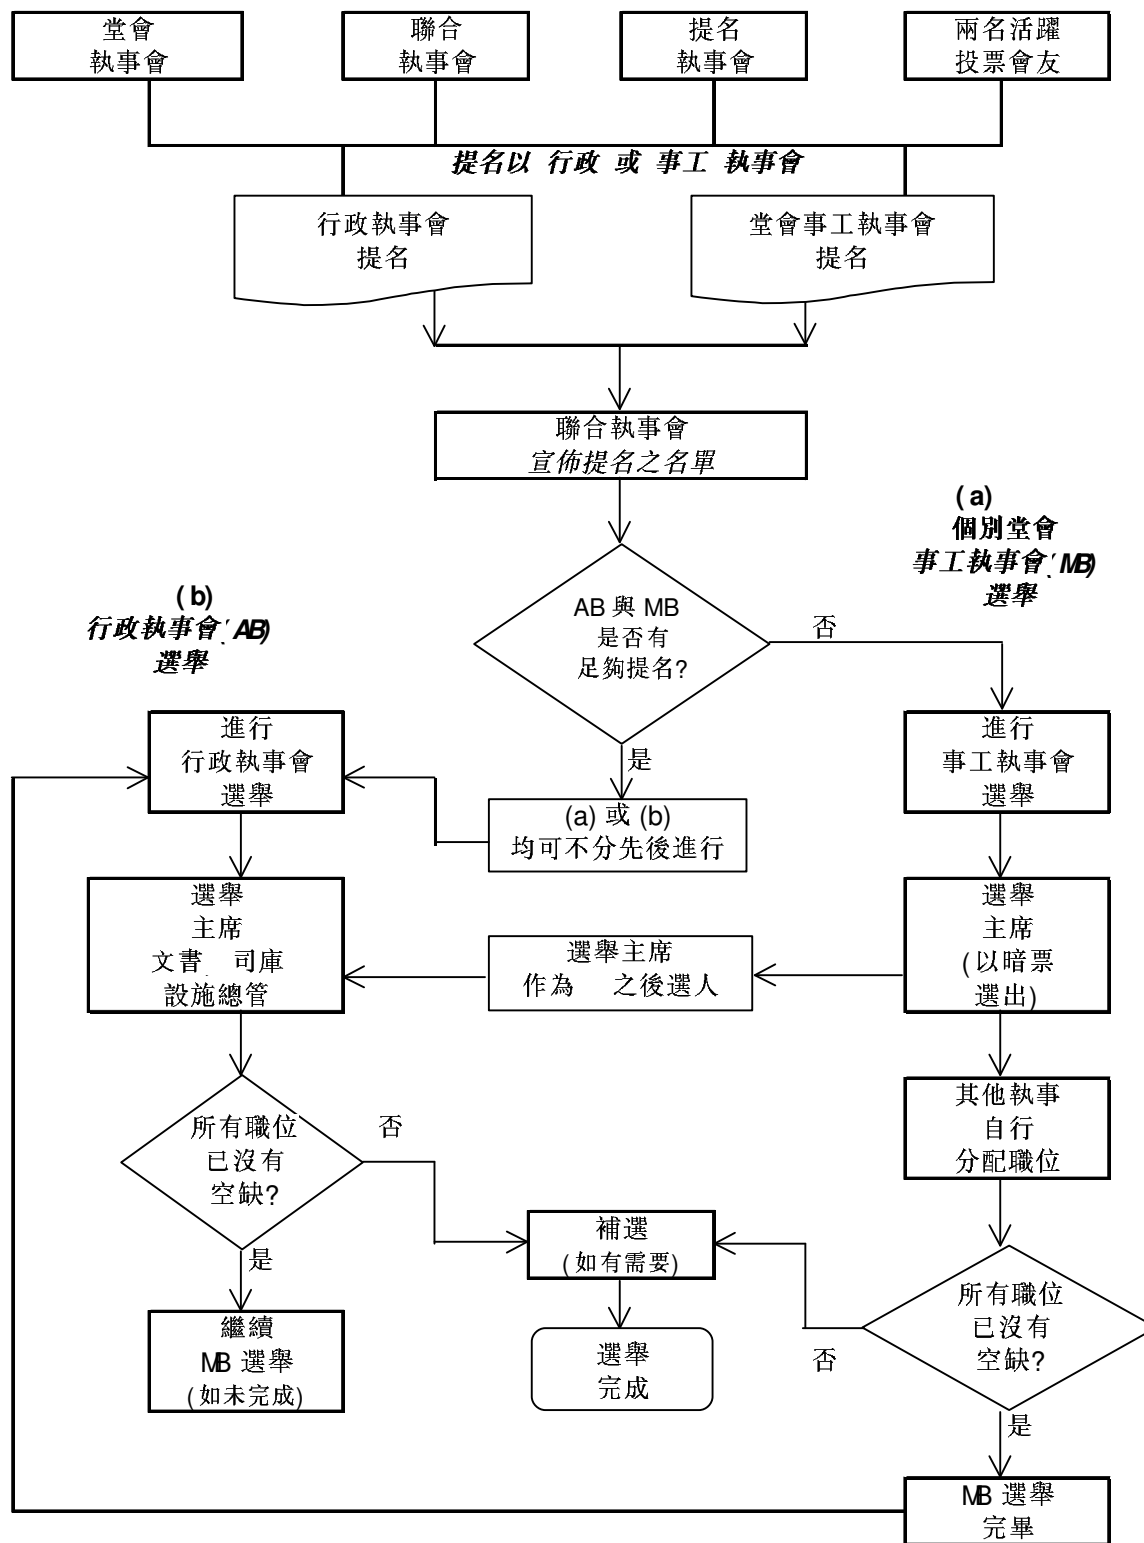 堂會
執事會
聯合
執事會
提名
執事會
兩名活躍
投票會友
提名以 行政 或 事工 執事會
行政執事會
提名
堂會事工執事會
提名
聯合執事會
宣佈提名之名單
(a)
個別堂會
事工執事會(MB)
選舉
(b)
行政執事會(AB)
選舉
AB 與 MB
是否有
足夠提名?
否
是
進行
行政執事會
選舉
(a) 或 (b)
均可不分先後進行
進行
事工執事會
選舉
選舉
主席
文書 司庫
設施總管
選舉主席
作為 之後選人
選舉
主席
(以暗票
選出)
其他執事
自行
分配職位
所有職位
已沒有
空缺?
否
是
補選
(如有需要)
所有職位
已沒有
空缺?
否
是
繼續
MB 選舉
(如未完成)
選舉
完成
MB 選舉
完畢